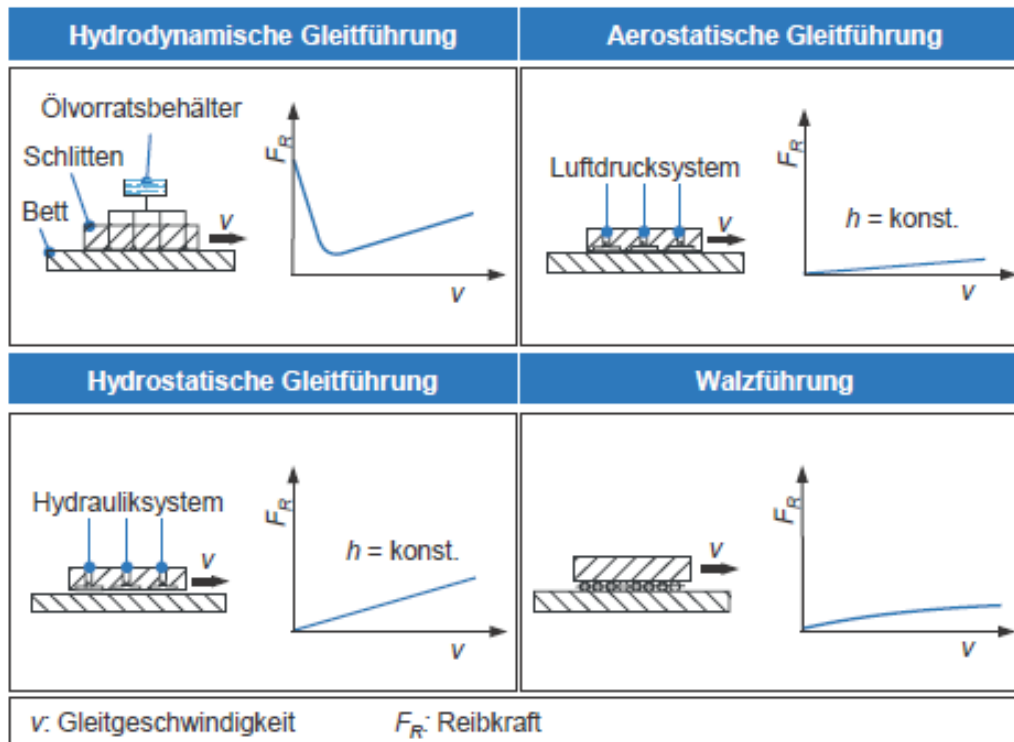 Hydrodynamische Gleitführung
Ölvorratsbehälter
Schlitten
Bett
v
F_R
v
Aerostatische Gleitführung
Luftdrucksystem
v
F_R
h = konst.
v
Hydrostatische Gleitführung
Hydrauliksystem
v
F_R
h = konst.
v
Walzführung
v
F_R
v
v: Gleitgeschwindigkeit F_R: Reibkraft